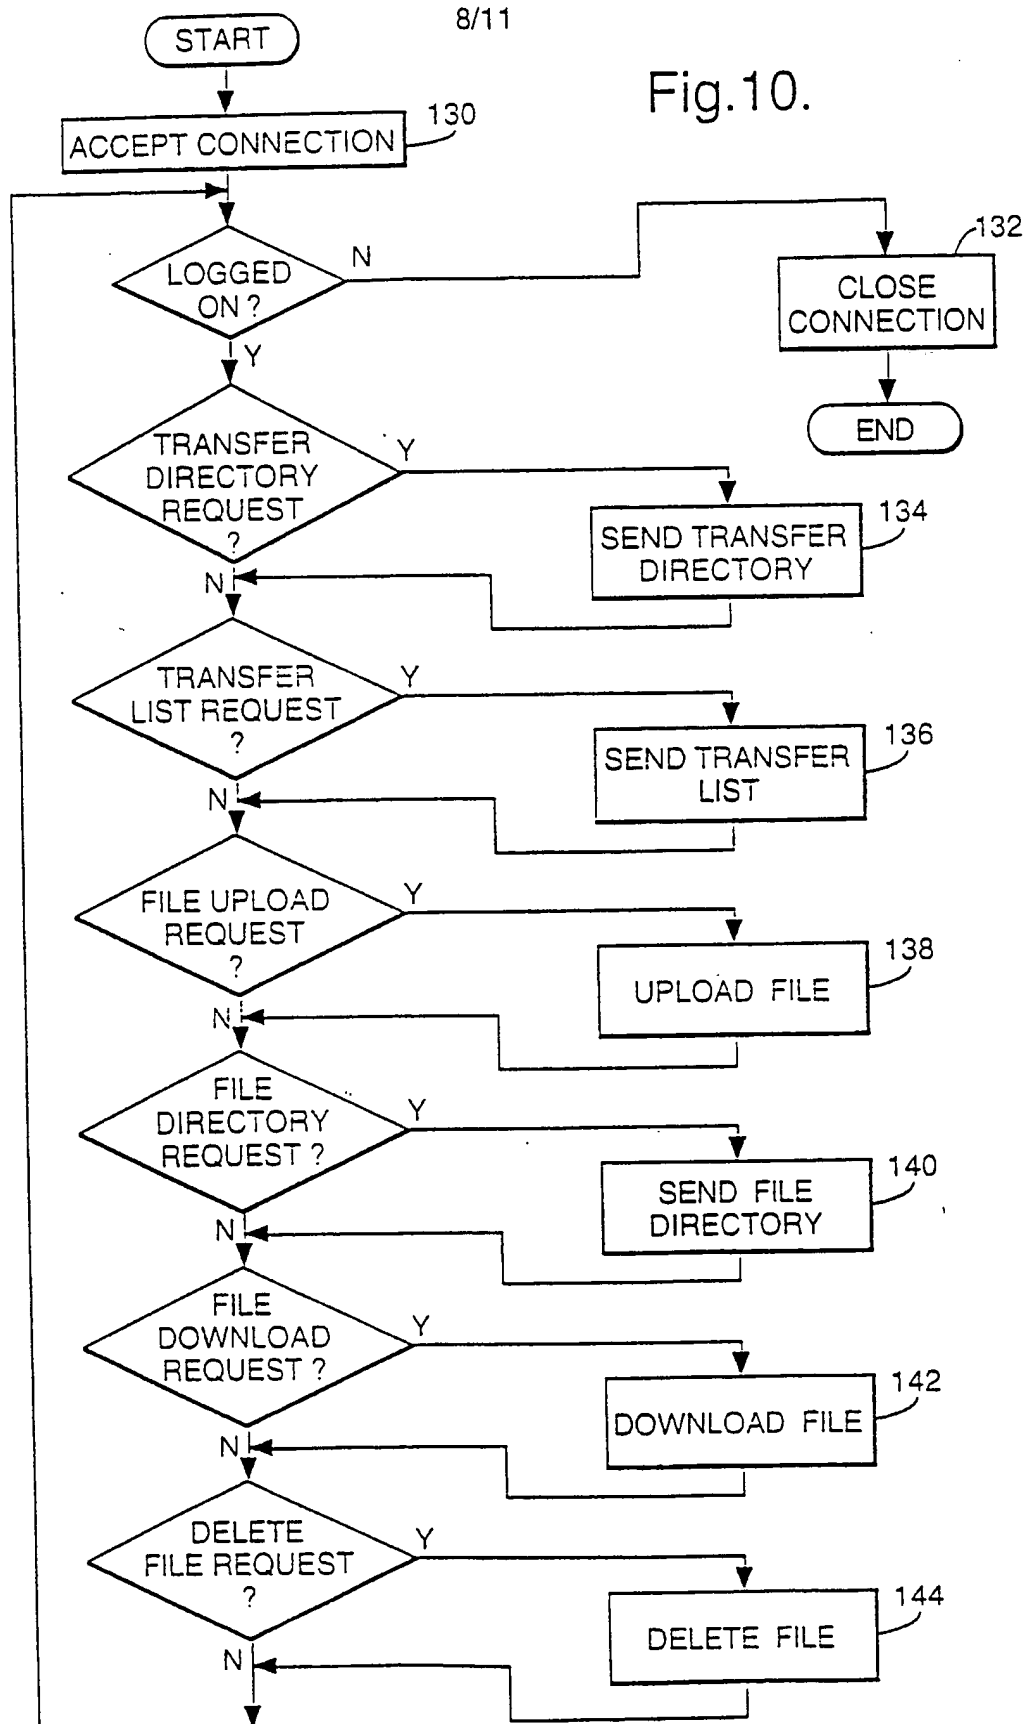 8/11
START
Fig.10.
130
ACCEPT CONNECTION
132
N
LOGGED
ON ?
CLOSE
CONNECTION
Y
END
TRANSFER
DIRECTORY
REQUEST
?
Y
134
SEND TRANSFER
DIRECTORY
N
TRANSFER
LIST REQUEST
?
Y
136
SEND TRANSFER
LIST
N
FILE UPLOAD
REQUEST
?
Y
138
UPLOAD FILE
N
FILE
DIRECTORY
REQUEST ?
Y
140
SEND FILE
DIRECTORY
N
FILE
DOWNLOAD
REQUEST ?
Y
142
DOWNLOAD FILE
N
DELETE
FILE REQUEST
?
Y
144
DELETE FILE
N